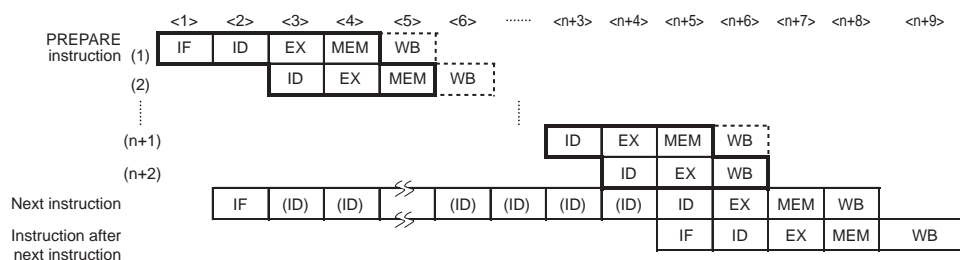 <1> <2> <3> <4> <5> <6> ........ <n+3> <n+4> <n+5> <n+6> <n+7> <n+8> <n+9>
PREPARE
instruction (1) IF ID EX MEM WB
(2) ID EX MEM WB
(n+1) ID EX MEM WB
(n+2) ID EX WB
Next instruction IF (ID) (ID) (ID) (ID) (ID) (ID) ID EX MEM WB
Instruction after
next instruction IF ID EX MEM WB